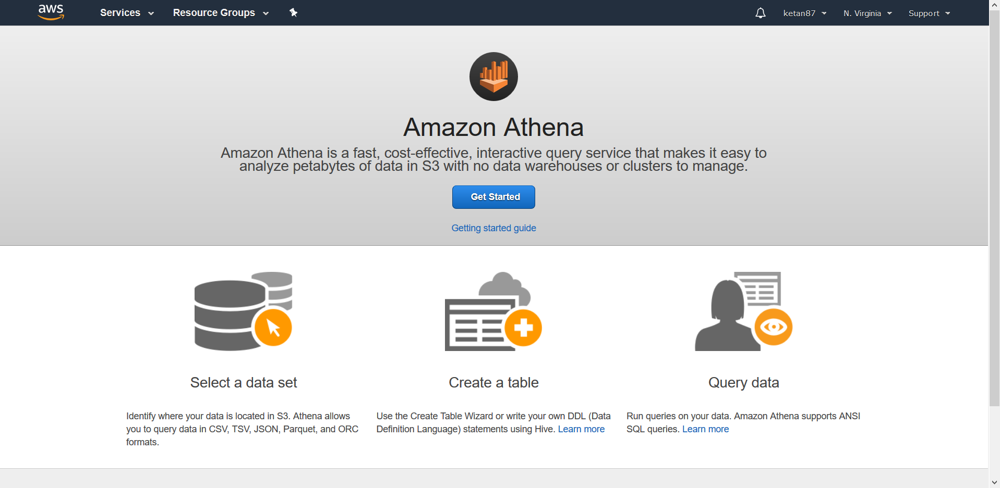 aws
Services
Resource Groups
ketan87
N. Virginia
Support
Amazon Athena
Amazon Athena is a fast, cost-effective, interactive query service that makes it easy to
analyze petabytes of data in S3 with no data warehouses or clusters to manage.
Get Started
Getting started guide
Select a data set
Identify where your data is located in S3. Athena allows
you to query data in CSV, TSV, JSON, Parquet, and ORC
formats.
Create a table
Use the Create Table Wizard or write your own DDL (Data
Definition Language) statements using Hive. Learn more
Query data
Run queries on your data. Amazon Athena supports ANSI
SQL queries. Learn more